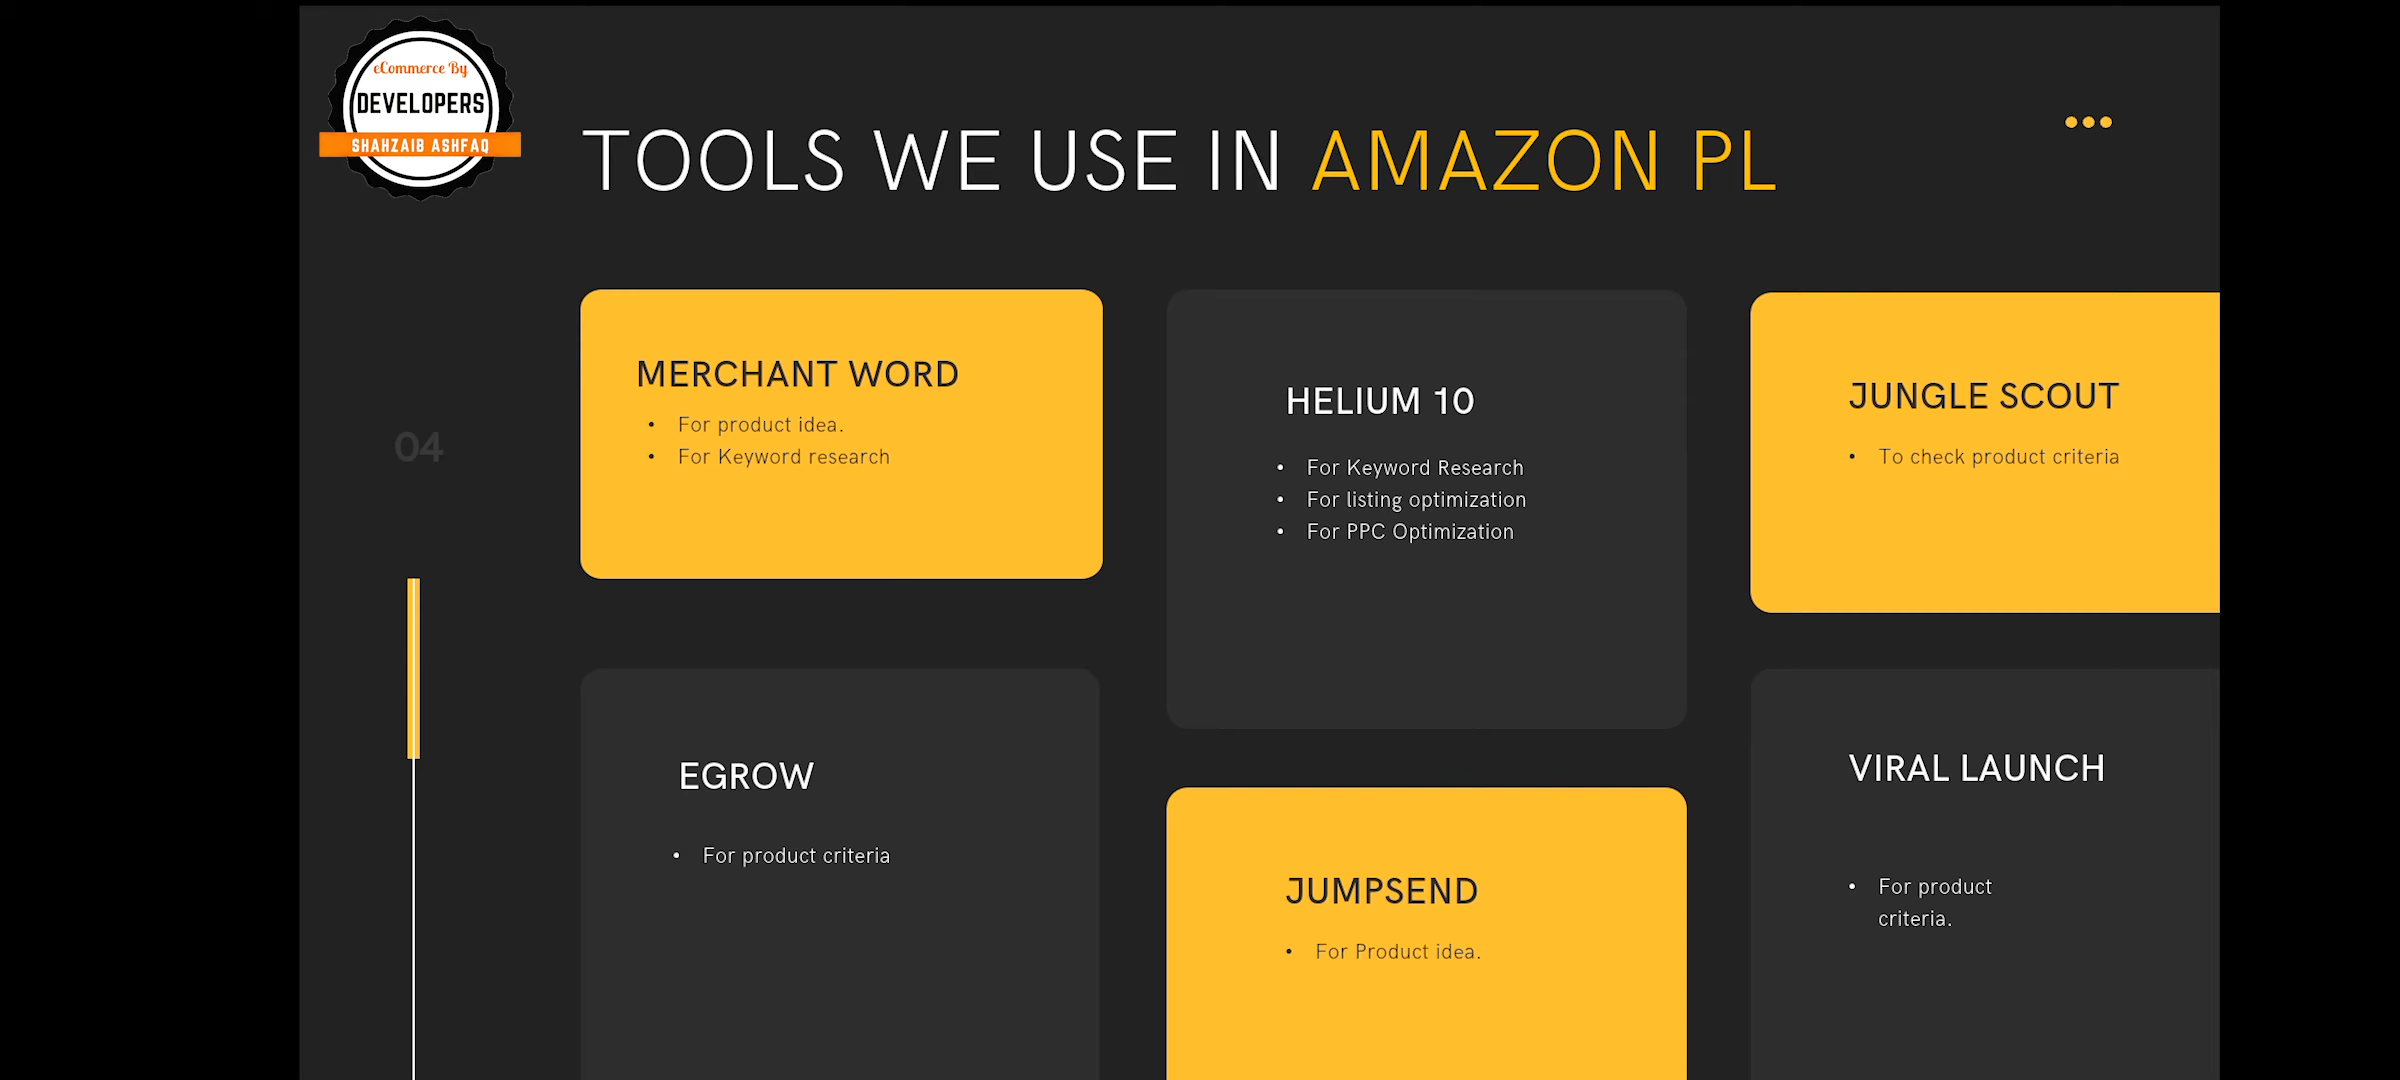 eCommerce By
DEVELOPERS
SHAHZAIB ASHFAQ
TOOLS WE USE IN AMAZON PL
04
MERCHANT WORD
• For product idea.
• For Keyword research
HELIUM 10
• For Keyword Research
• For listing optimization
• For PPC Optimization
JUNGLE SCOUT
• To check product criteria
EGROW
• For product criteria
JUMPSEND
• For Product idea.
VIRAL LAUNCH
• For product
criteria.